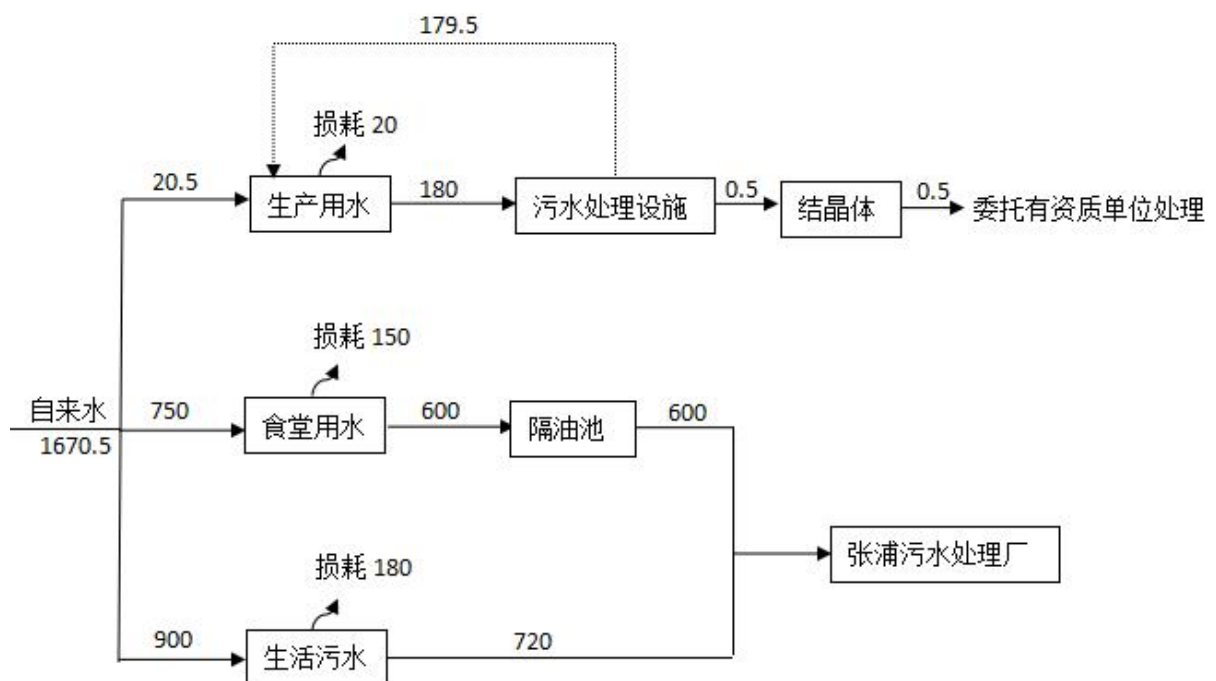 179.5
损耗 20
20.5
生产用水
180
污水处理设施
0.5
结晶体
0.5
委托有资质单位处理
损耗 150
自来水
1670.5
750
食堂用水
600
隔油池
600
张浦污水处理厂
损耗 180
900
生活污水
720